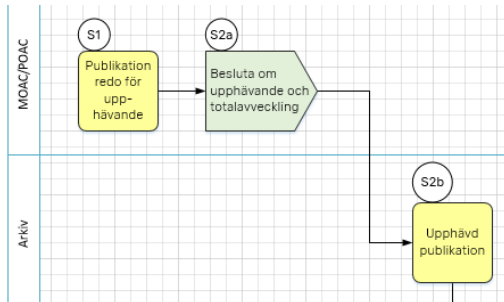 MOAC/POAC
S1
Publikation
redo för
upp-
hävande
S2a
Besluta om
upphävande och
totalavveckling
Arkiv
S2b
Upphävd
publikation